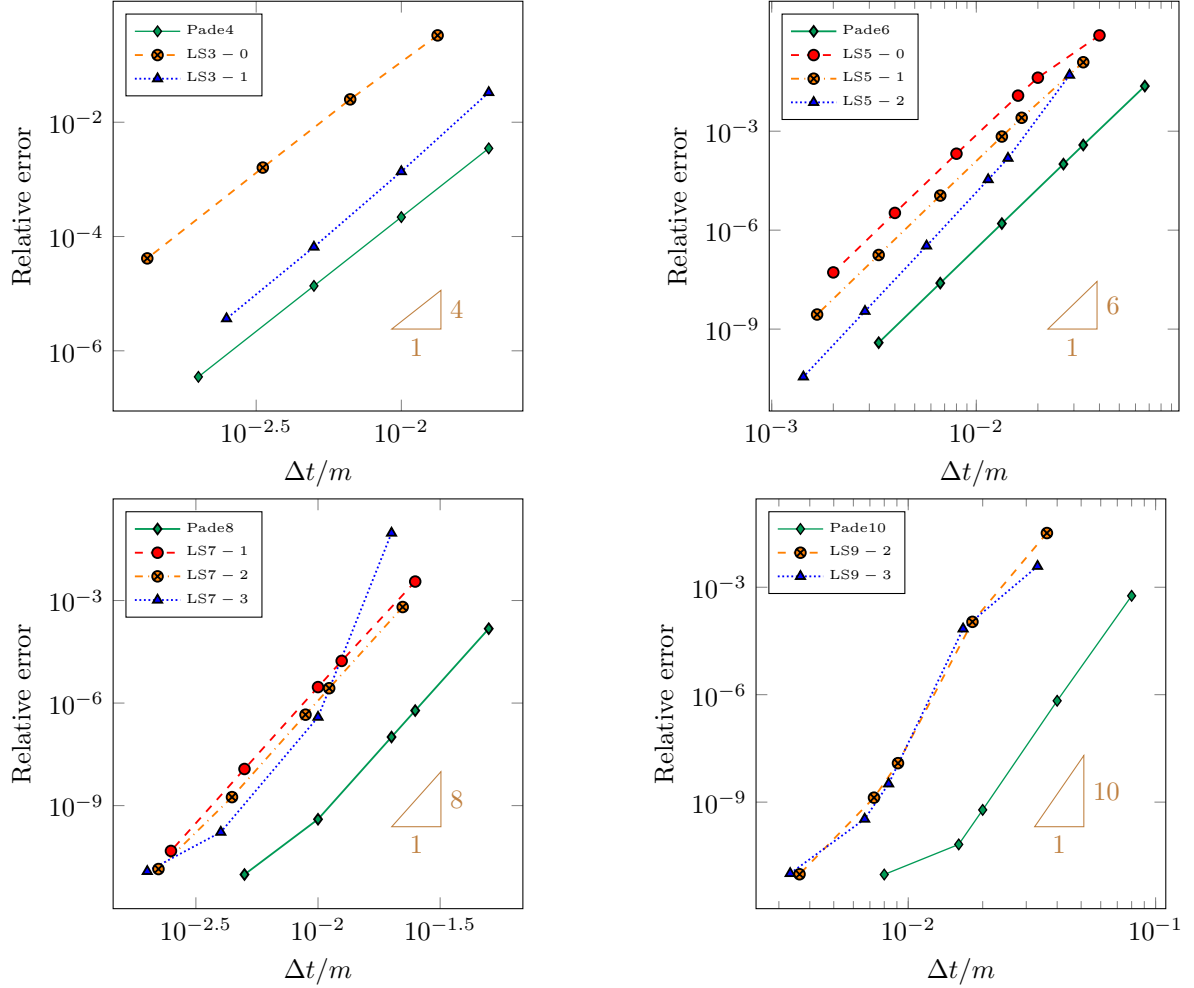 Pade4
LS3 − 0
LS3 − 1
Relative error
10⁻²
10⁻⁴
10⁻⁶
10⁻²·⁵
10⁻²
Δt/m
4
1
Pade6
LS5 − 0
LS5 − 1
LS5 − 2
Relative error
10⁻³
10⁻⁶
10⁻⁹
10⁻³
10⁻²
Δt/m
6
1
Pade8
LS7 − 1
LS7 − 2
LS7 − 3
Relative error
10⁻³
10⁻⁶
10⁻⁹
10⁻²·⁵
10⁻²
10⁻¹·⁵
Δt/m
8
1
Pade10
LS9 − 2
LS9 − 3
Relative error
10⁻³
10⁻⁶
10⁻⁹
10⁻²
10⁻¹
Δt/m
10
1